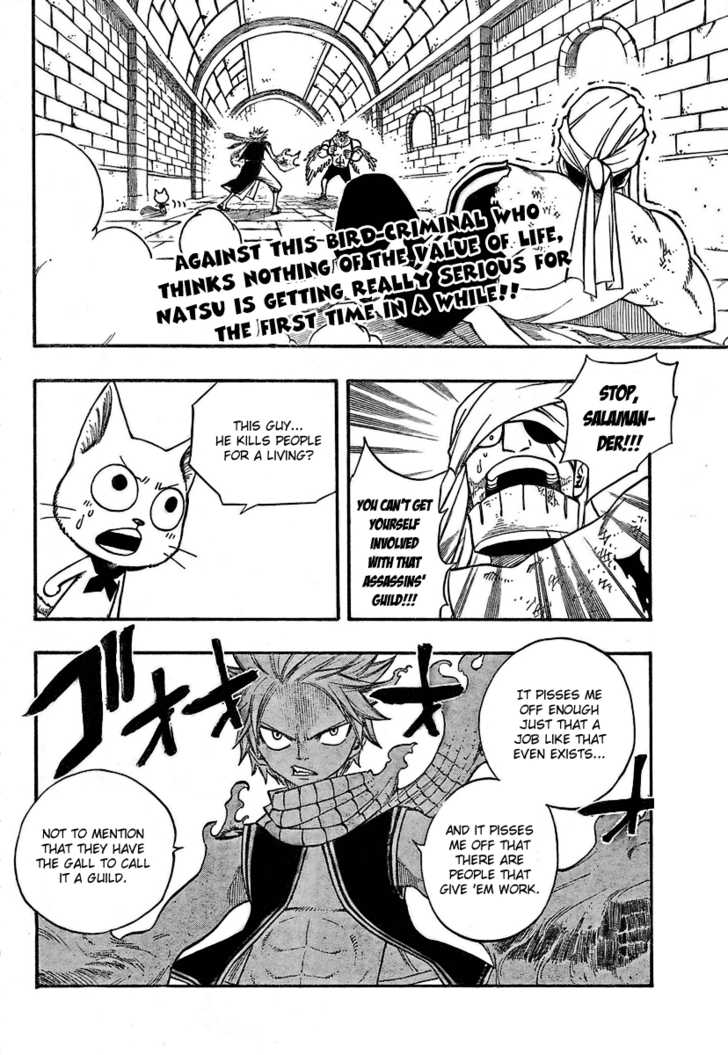 AGAINST THIS BIRD-CRIMINAL WHO
THINKS NOTHING OF THE VALUE OF LIFE,
NATSU IS GETTING REALLY SERIOUS FOR
THE FIRST TIME IN A WHILE!!
STOP,
SALAMAN-
DER!!!
YOU CAN'T GET
YOURSELF
INVOLVED
WITH THAT
ASSASSINS'
GUILD!!!
THIS GUY...
HE KILLS PEOPLE
FOR A LIVING?
IT PISSES ME
OFF ENOUGH
JUST THAT A
JOB LIKE THAT
EVEN EXISTS...
AND IT PISSES
ME OFF THAT
THERE ARE
PEOPLE THAT
GIVE 'EM WORK.
NOT TO MENTION
THAT THEY HAVE
THE GALL TO CALL
IT A GUILD.
ゴオオオオ